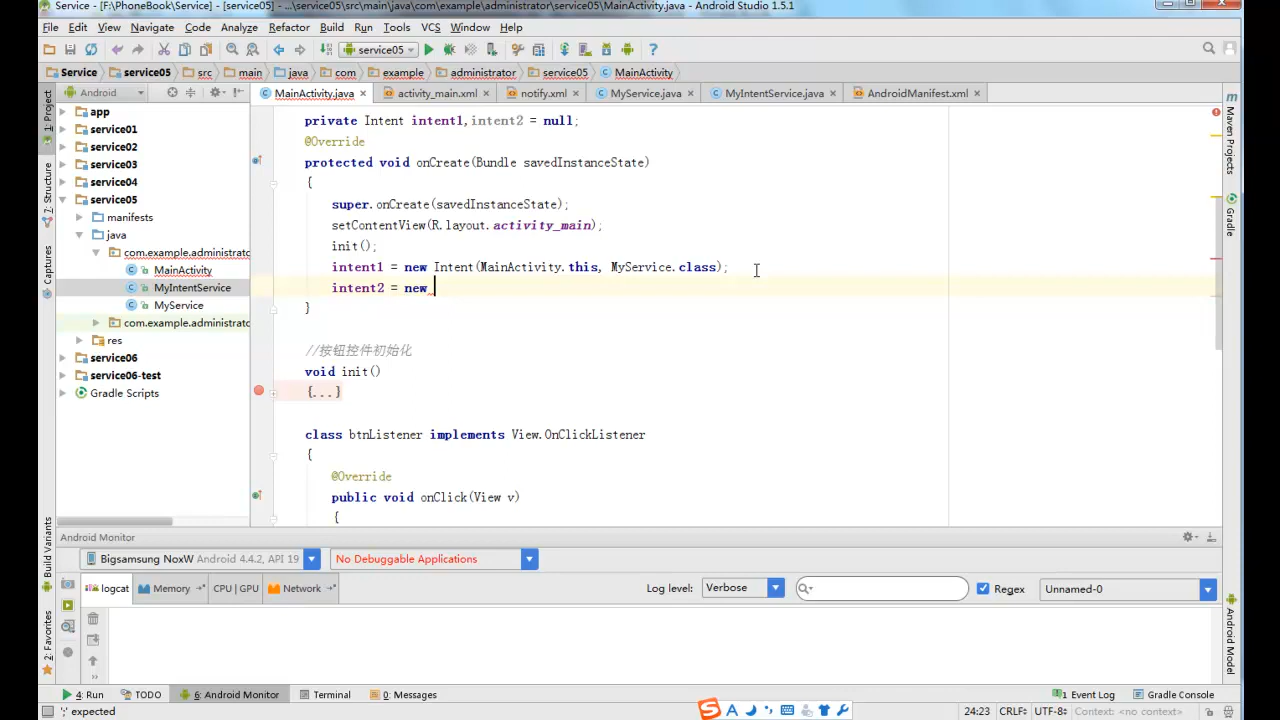 Service - [F:\PhoneBook\Service] - [service05] - ...\service05\src\main\java\com\example\administrator\service05\MainActivity.java - Android Studio 1.5.1
File Edit View Navigate Code Analyze Refactor Build Run Tools VCS Window Help
service05
Service service05 src main java com example administrator service05 MainActivity
Android MainActivity.java activity_main.xml notify.xml MyService.java MyIntentService.java AndroidManifest.xml
1: Project
7: Structure
Captures
Build Variants
2: Favorites
app
service01
service02
service03
service04
service05
manifests
java
com.example.administrato
MainActivity
MyIntentService
MyService
com.example.administrato
res
service06
service06-test
Gradle Scripts
private Intent intent1,intent2 = null;
@Override
protected void onCreate(Bundle savedInstanceState)
{
super.onCreate(savedInstanceState);
setContentView(R.layout.activity_main);
init();
intent1 = new Intent(MainActivity.this, MyService.class);
intent2 = new
}
//按钮控件初始化
void init()
{...}
class btnListener implements View.OnClickListener
{
@Override
public void onClick(View v)
{
Maven Projects
Gradle
Android Model
Android Monitor
Bigsamsung NoxW Android 4.4.2, API 19 No Debuggable Applications
logcat Memory CPU | GPU Network Log level: Verbose Regex Unnamed-0
4: Run TODO 6: Android Monitor Terminal 0: Messages 1 Event Log Gradle Console
';' expected 24:23 CRLF UTF-8 Context: <no context>